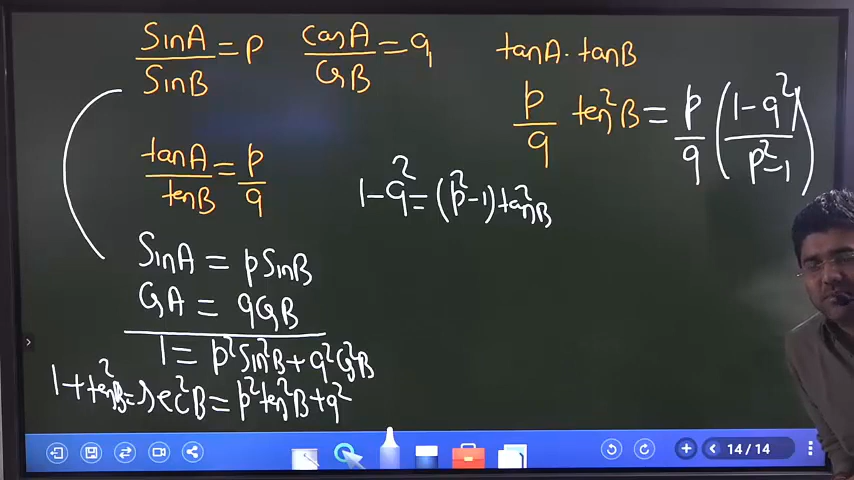 SinA/SinB = p
cosA/CosB = q
tanA · tanB
p/q tan²B = p/q ((1-q²)/(p²-1))
tanA/tanB = p/q
1-q² = (p²-1)tan²B
SinA = pSinB
CosA = qCosB
1 = p²Sin²B + q²Cos²B
1+tan²B = sec²B = p²tan²B + q²
14 / 14